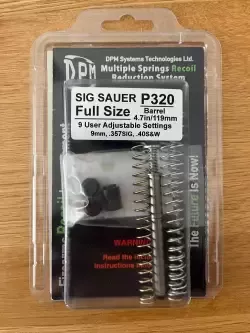 DPM
DPM Systems Technologies Ltd.
Multiple Springs Recoil
Reduction System
SIG SAUER P320
Full Size Barrel
4.7in/119mm
9 User Adjustable Settings
9mm, .357SIG, .40S&W
The Future Is Now!
WARNING
Read the
Instructions